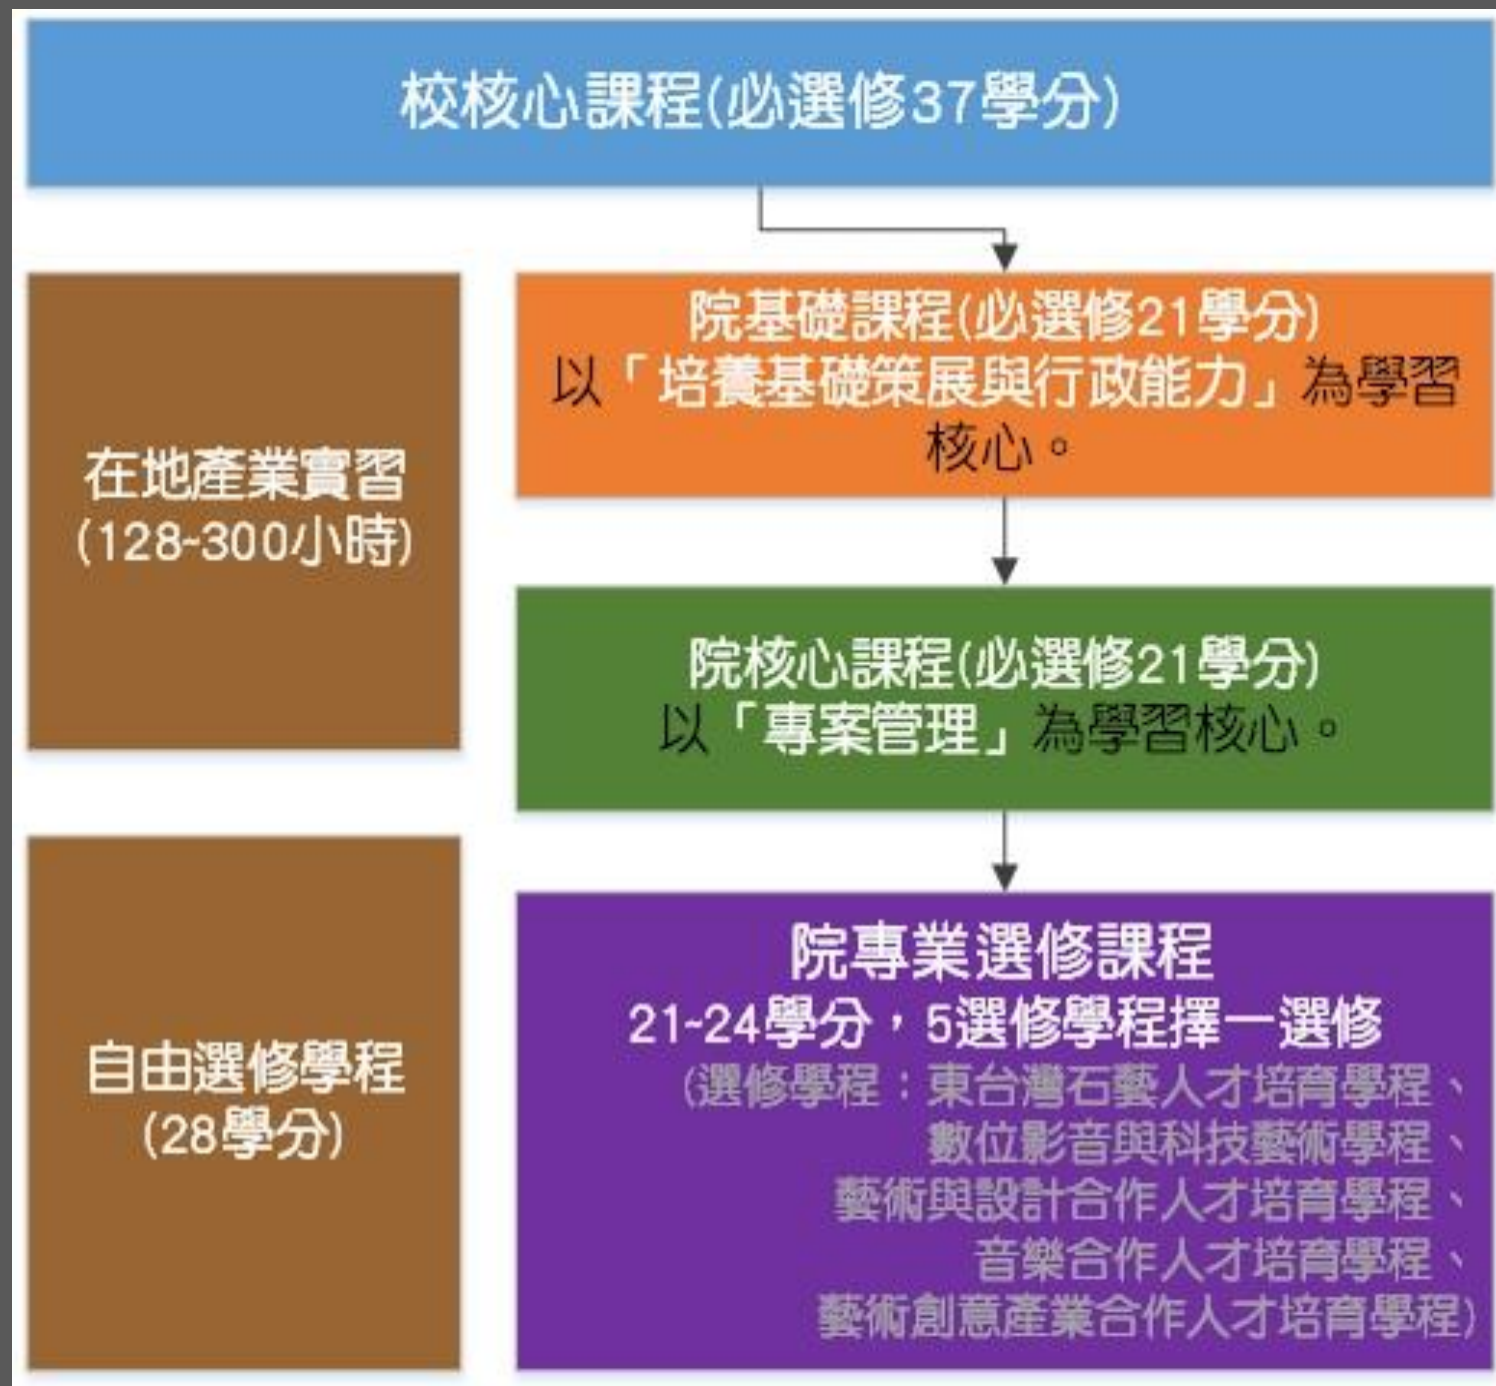 校核心課程(必選修37學分)
院基礎課程(必選修21學分)
以「培養基礎策展與行政能力」為學習
核心。
在地產業實習
(128~300小時)
院核心課程(必選修21學分)
以「專案管理」為學習核心。
自由選修學程
(28學分)
院專業選修課程
21~24學分，5選修學程擇一選修
(選修學程：東台灣石藝人才培育學程、
數位影音與科技藝術學程、
藝術與設計合作人才培育學程、
音樂合作人才培育學程、
藝術創意產業合作人才培育學程)